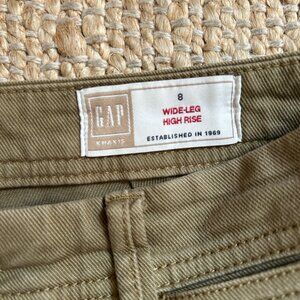 GAP
KHAKIS
8
WIDE-LEG
HIGH RISE
ESTABLISHED IN 1969